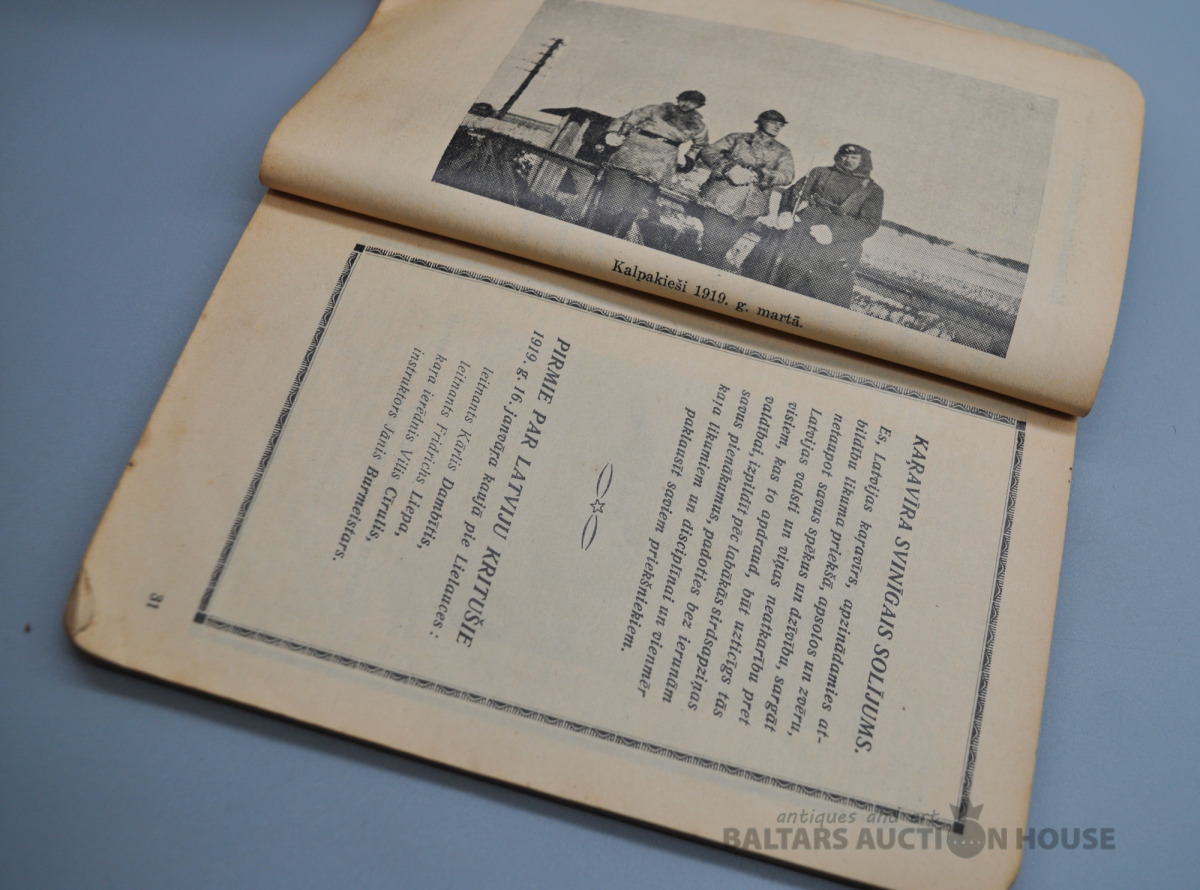 Kalpakieši 1919. g. martā.
KAŖAVĪRA SVINĪGAIS SOLĪJUMS.
Es, Latvijas kaŗavīrs, apzinādamies at-
bildību likuma priekšā, apsolos un zvēru,
netaupot savus spēkus un dzīvību, sargāt
Latvijas valsti un viņas neatkarību pret
visiem, kas to apdraud, būt uzticīgs tās
valdībai, izpildīt pēc labākās sirdsapziņas
savus pienākumus, padoties bez ierunām
kaŗa likumiem un disciplīnai un vienmēr
paklausīt saviem priekšniekiem.
PIRMIE PAR LATVIJU KRITUŠIE
1919. g. 16. janvāŗa kaujā pie Lielauces:
leitnants Kārlis Dambītis,
leitnants Fridrichs Liepa,
kaŗa ierēdnis Vilis Cīrulis,
instruktors Jānis Burmeistars.
31
antiques and art
BALTARS AUCTION HOUSE